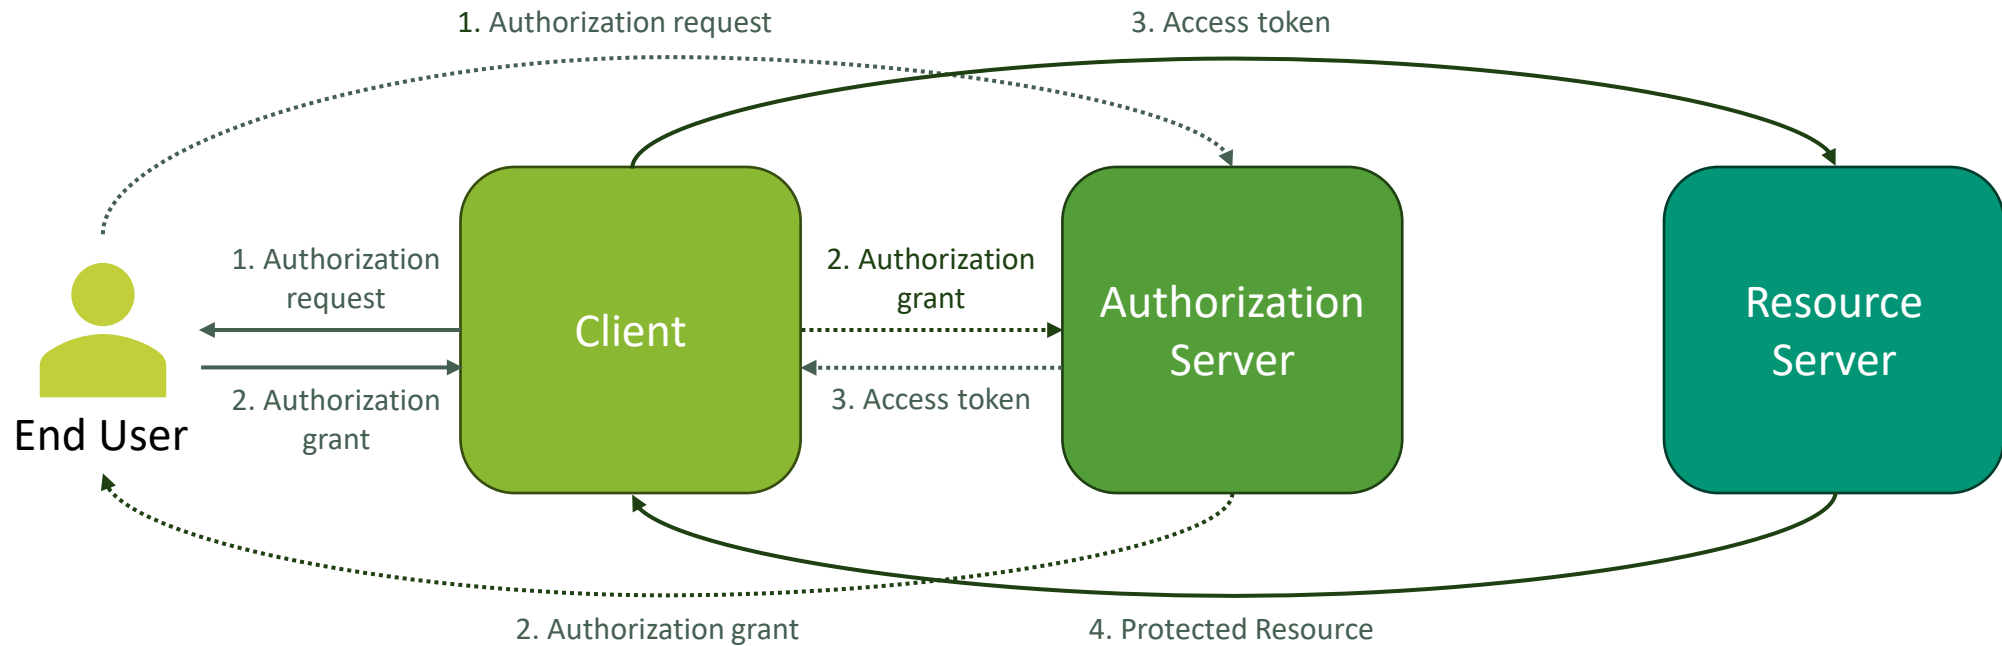 1. Authorization request
3. Access token
1. Authorization
request
2. Authorization
grant
Client
Authorization
Server
Resource
Server
2. Authorization
grant
3. Access token
End User
2. Authorization grant
4. Protected Resource